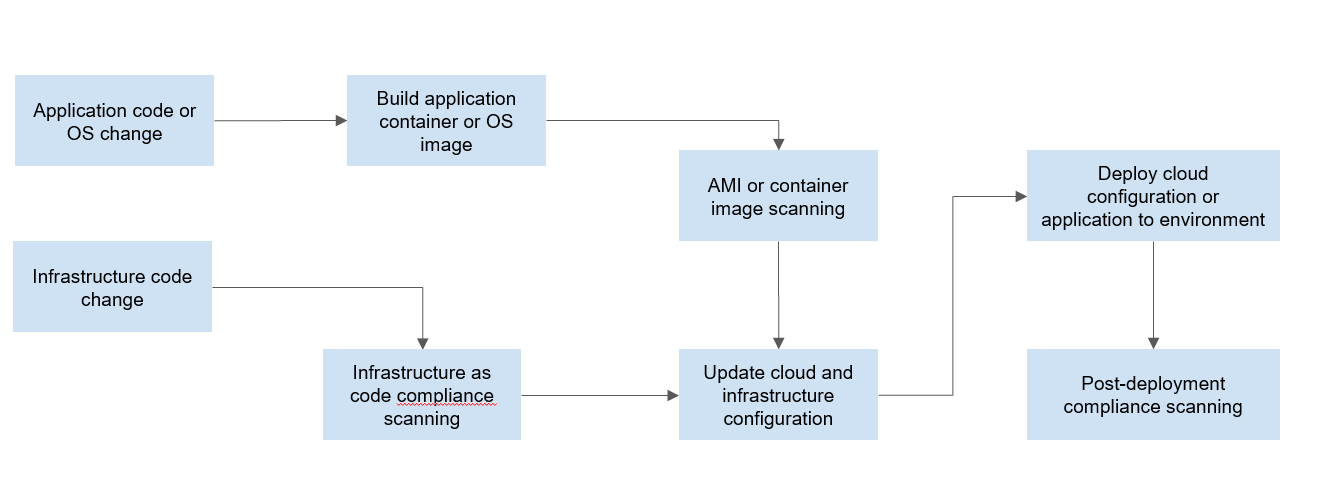 Application code or
OS change
Build application
container or OS
image
AMI or container
image scanning
Deploy cloud
configuration or
application to environment
Infrastructure code
change
Infrastructure as
code compliance
scanning
Update cloud and
infrastructure
configuration
Post-deployment
compliance scanning